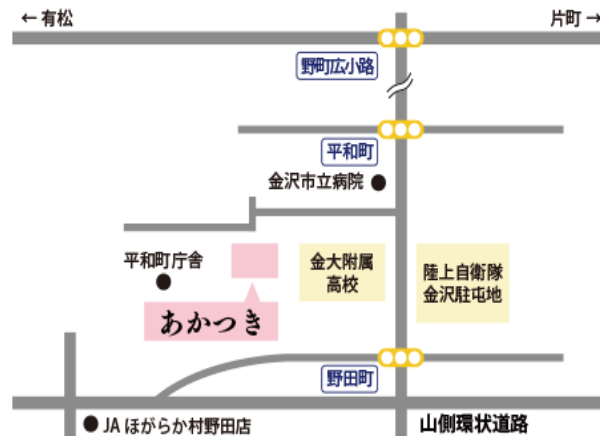 ← 有松
片町 →
野町広小路
平和町
金沢市立病院
平和町庁舎
金大附属
高校
陸上自衛隊
金沢駐屯地
あかつき
野田町
JA ほがらか村野田店
山側環状道路